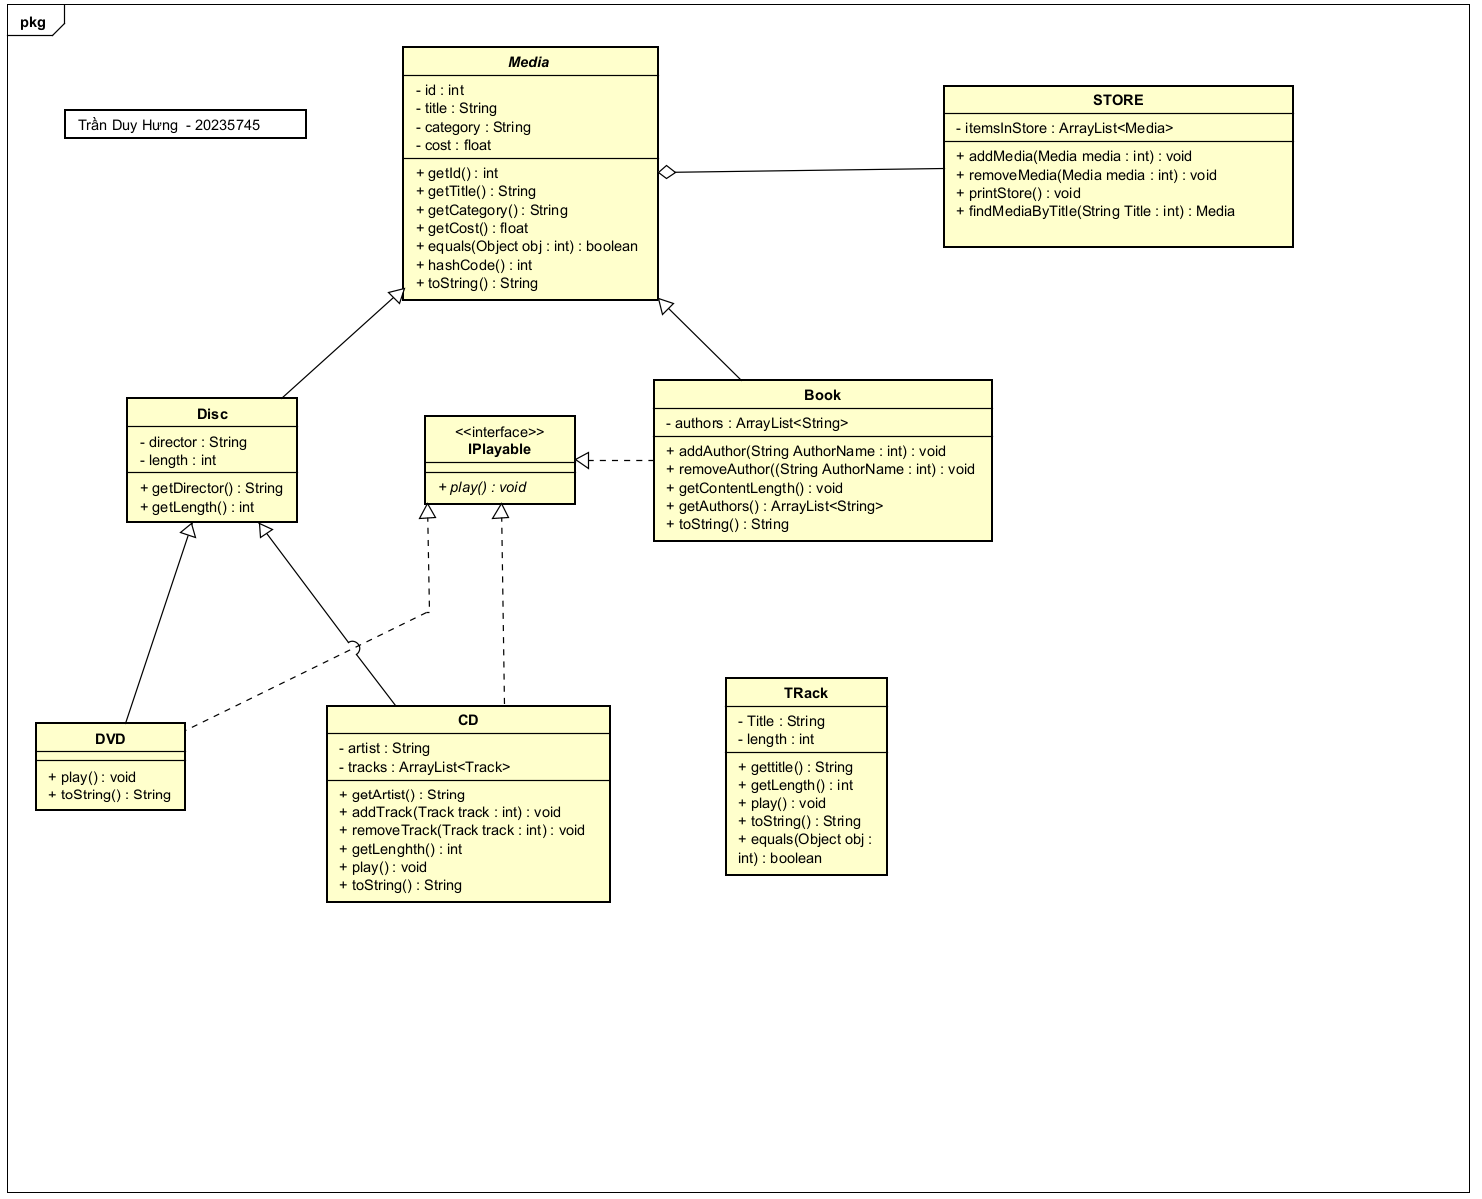 pkg
Trần Duy Hưng - 20235745
Media
- id : int
- title : String
- category : String
- cost : float
+ getId() : int
+ getTitle() : String
+ getCategory() : String
+ getCost() : float
+ equals(Object obj : int) : boolean
+ hashCode() : int
+ toString() : String
STORE
- itemsInStore : ArrayList<Media>
+ addMedia(Media media : int) : void
+ removeMedia(Media media : int) : void
+ printStore() : void
+ findMediaByTitle(String Title : int) : Media
Disc
- director : String
- length : int
+ getDirector() : String
+ getLength() : int
<<interface>>
IPlayable
+ play() : void
Book
- authors : ArrayList<String>
+ addAuthor(String AuthorName : int) : void
+ removeAuthor((String AuthorName : int) : void
+ getContentLength() : void
+ getAuthors() : ArrayList<String>
+ toString() : String
DVD
+ play() : void
+ toString() : String
CD
- artist : String
- tracks : ArrayList<Track>
+ getArtist() : String
+ addTrack(Track track : int) : void
+ removeTrack(Track track : int) : void
+ getLenghth() : int
+ play() : void
+ toString() : String
TRack
- Title : String
- length : int
+ gettitle() : String
+ getLength() : int
+ play() : void
+ toString() : String
+ equals(Object obj :
int) : boolean